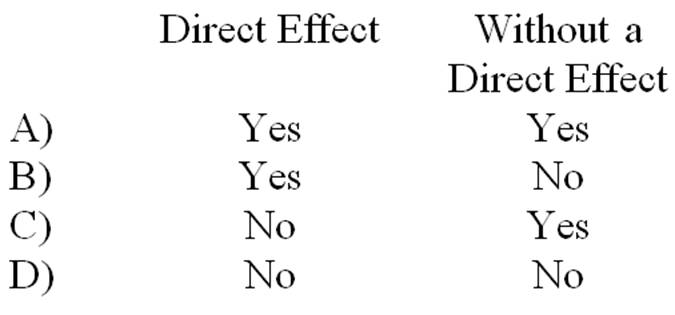 Direct Effect Without a
Direct Effect
A) Yes Yes
B) Yes No
C) No Yes
D) No No